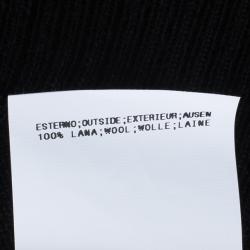 ESTERNO;OUTSIDE;EXTERIEUR;AUSEN
100% LANA;WOOL;WOLLE;LAINE